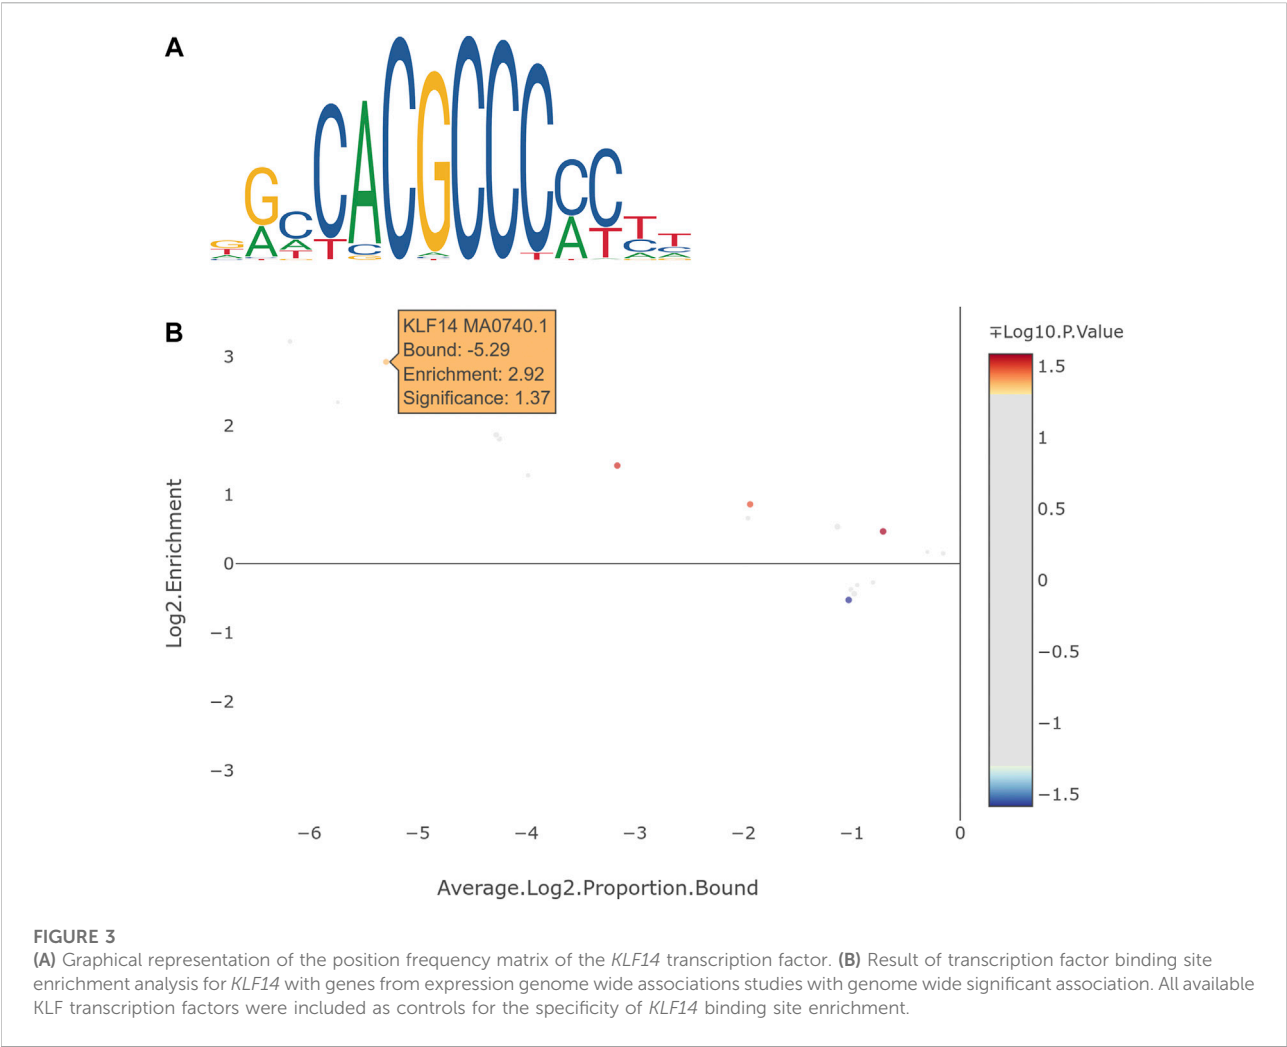 A
GGCCACGCCCCCTT
B
KLF14 MA0740.1
Bound: -5.29
Enrichment: 2.92
Significance: 1.37
∓Log10.P.Value
1.5
1
0.5
0
−0.5
−1
−1.5
3
2
1
0
−1
−2
−3
Log2.Enrichment
−6 −5 −4 −3 −2 −1 0
Average.Log2.Proportion.Bound
FIGURE 3
(A) Graphical representation of the position frequency matrix of the KLF14 transcription factor. (B) Result of transcription factor binding site
enrichment analysis for KLF14 with genes from expression genome wide associations studies with genome wide significant association. All available
KLF transcription factors were included as controls for the specificity of KLF14 binding site enrichment.